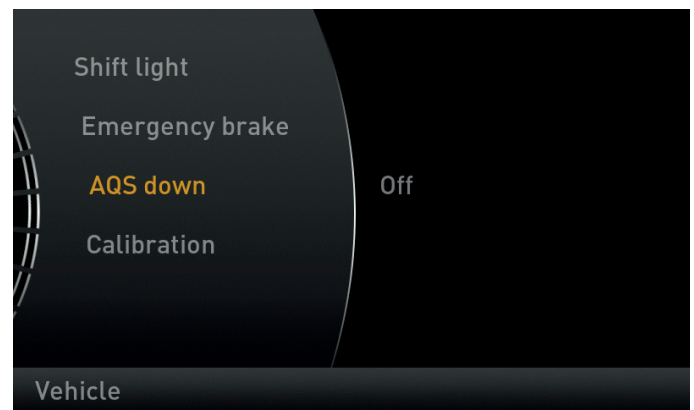 Shift light
Emergency brake
AQS down
Off
Calibration
Vehicle